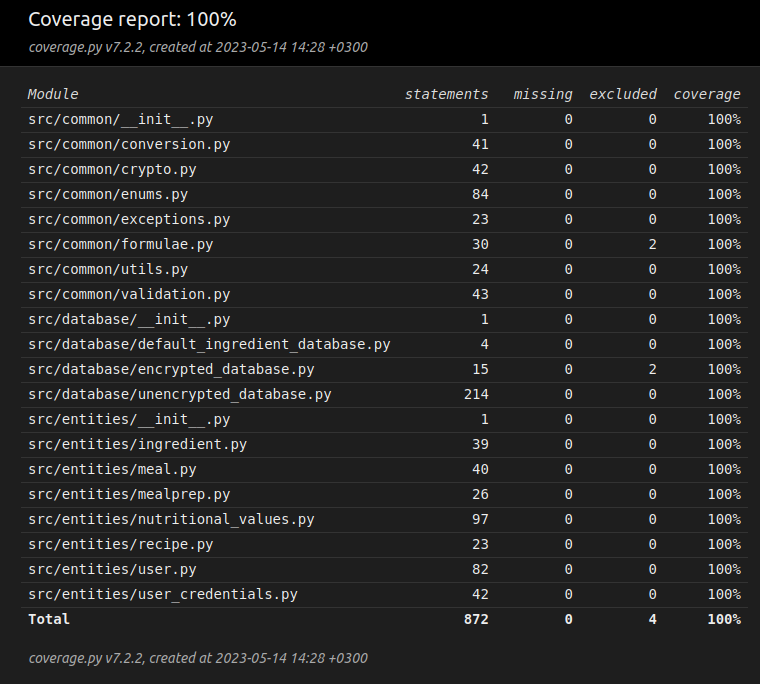 Coverage report: 100%
coverage.py v7.2.2, created at 2023-05-14 14:28 +0300
Module statements missing excluded coverage
src/common/__init__.py 1 0 0 100%
src/common/conversion.py 41 0 0 100%
src/common/crypto.py 42 0 0 100%
src/common/enums.py 84 0 0 100%
src/common/exceptions.py 23 0 0 100%
src/common/formulae.py 30 0 2 100%
src/common/utils.py 24 0 0 100%
src/common/validation.py 43 0 0 100%
src/database/__init__.py 1 0 0 100%
src/database/default_ingredient_database.py 4 0 0 100%
src/database/encrypted_database.py 15 0 2 100%
src/database/unencrypted_database.py 214 0 0 100%
src/entities/__init__.py 1 0 0 100%
src/entities/ingredient.py 39 0 0 100%
src/entities/meal.py 40 0 0 100%
src/entities/mealprep.py 26 0 0 100%
src/entities/nutritional_values.py 97 0 0 100%
src/entities/recipe.py 23 0 0 100%
src/entities/user.py 82 0 0 100%
src/entities/user_credentials.py 42 0 0 100%
Total 872 0 4 100%
coverage.py v7.2.2, created at 2023-05-14 14:28 +0300